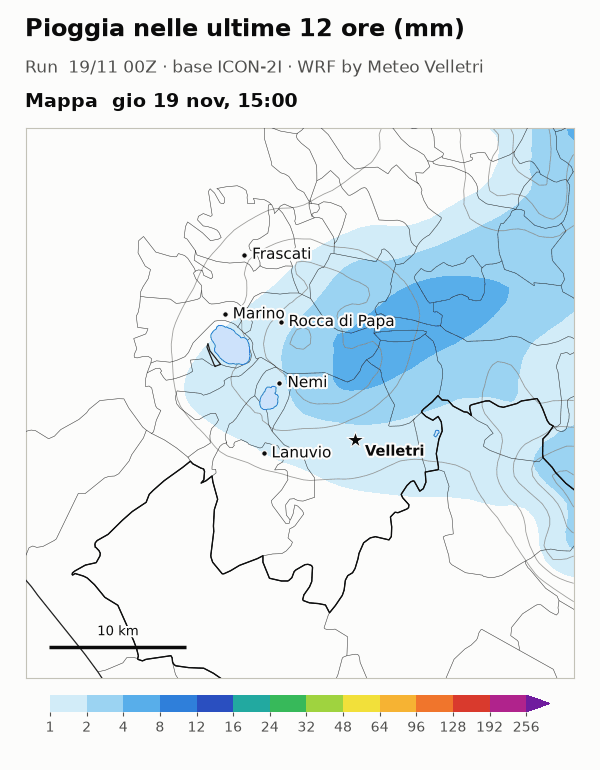 Pioggia nelle ultime 12 ore (mm)
Run  19/11 00Z · base ICON-2I · WRF by Meteo Velletri
Mappa  gio 19 nov, 15:00
Frascati
Marino
Rocca di Papa
Nemi
Velletri
Lanuvio
10 km
1 2 4 8 12 16 24 32 48 64 96 128 192 256